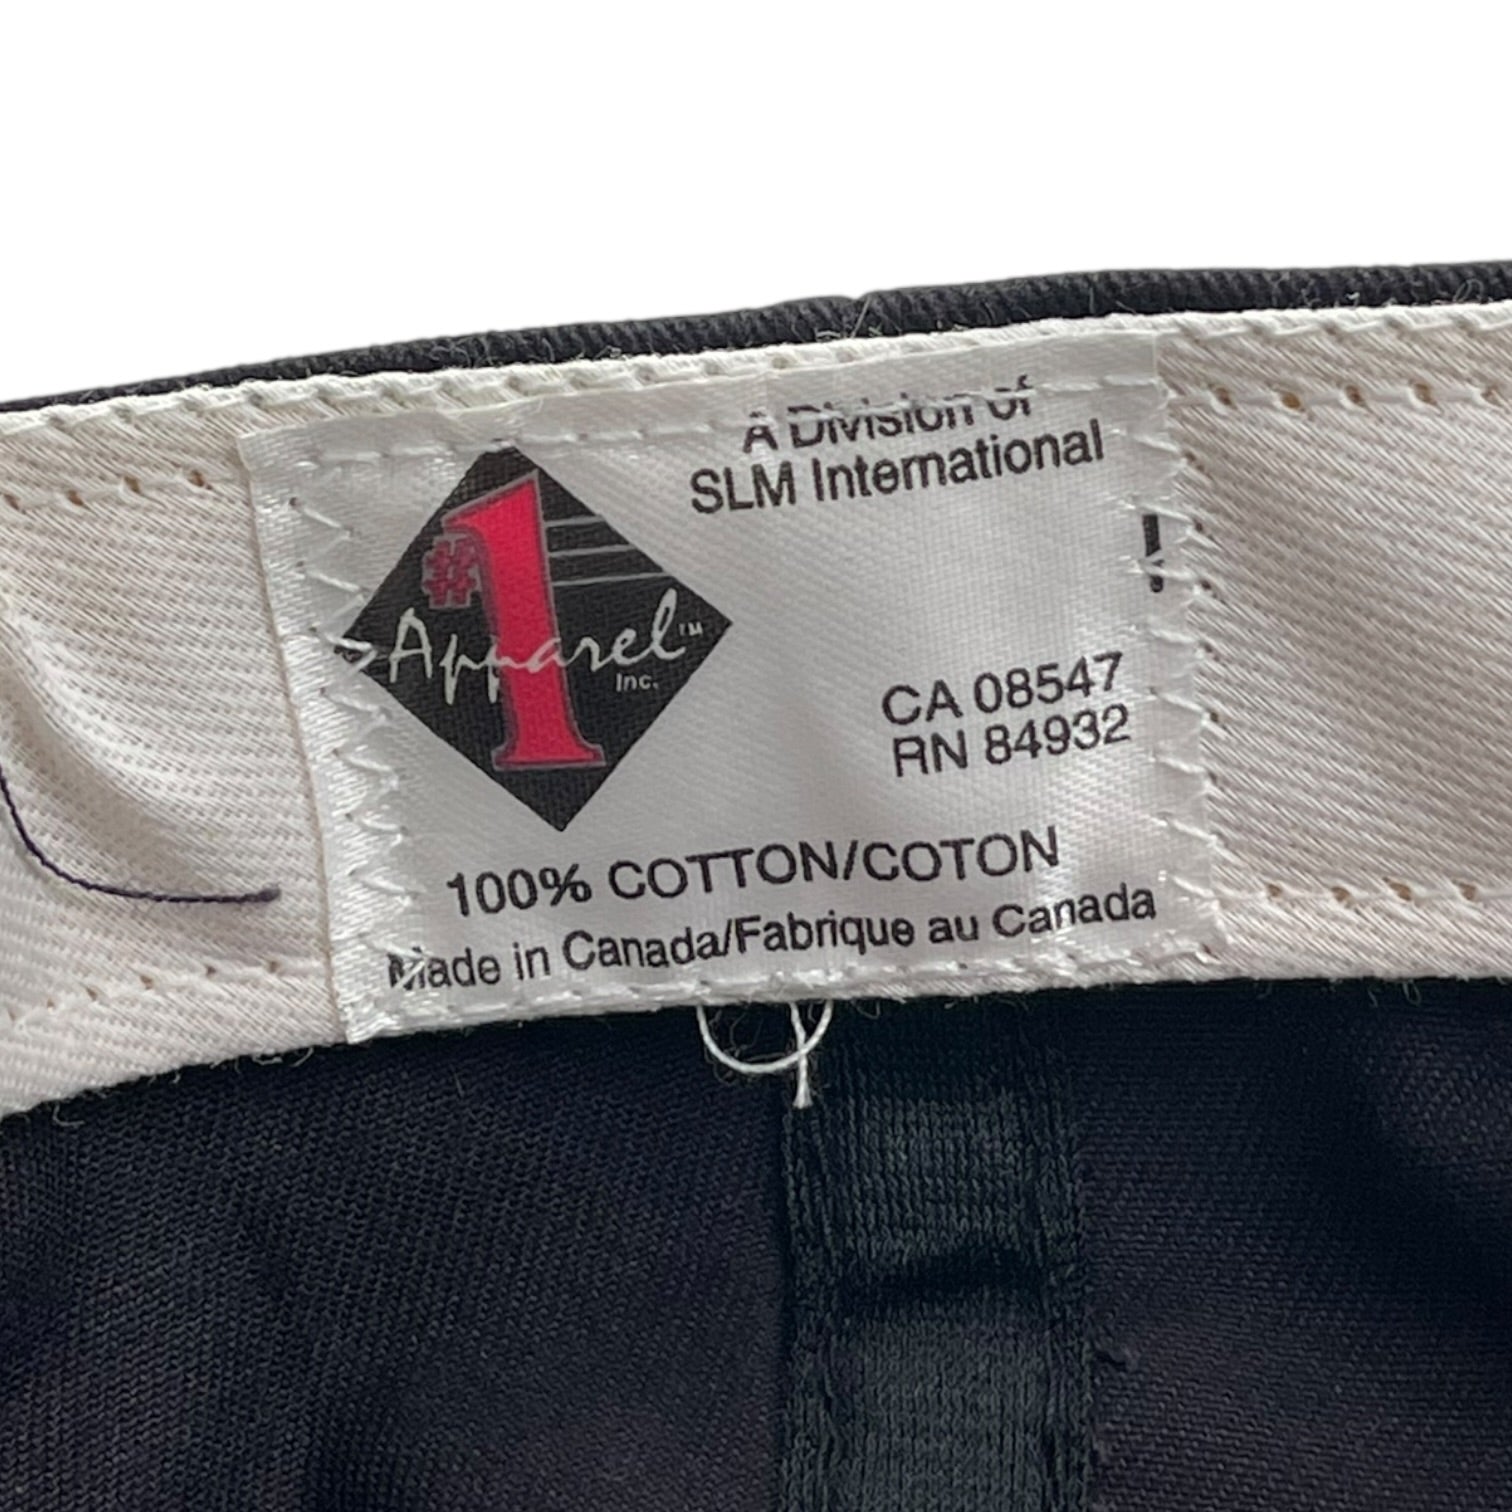 #1
Apparel™
Inc.
A Division of
SLM International
CA 08547
RN 84932
100% COTTON/COTON
Made in Canada/Fabrique au Canada